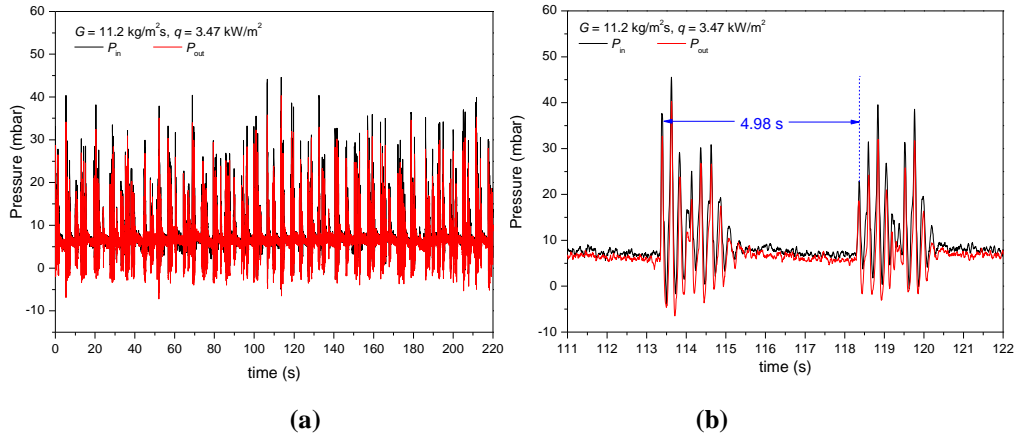 60
50
40
30
20
10
0
-10
Pressure (mbar)
G = 11.2 kg/m²s, q = 3.47 kW/m²
P_in P_out
0 20 40 60 80 100 120 140 160 180 200 220
time (s)
(a)
60
50
40
30
20
10
0
-10
Pressure (mbar)
G = 11.2 kg/m²s, q = 3.47 kW/m²
P_in P_out
4.98 s
111 112 113 114 115 116 117 118 119 120 121 122
time (s)
(b)